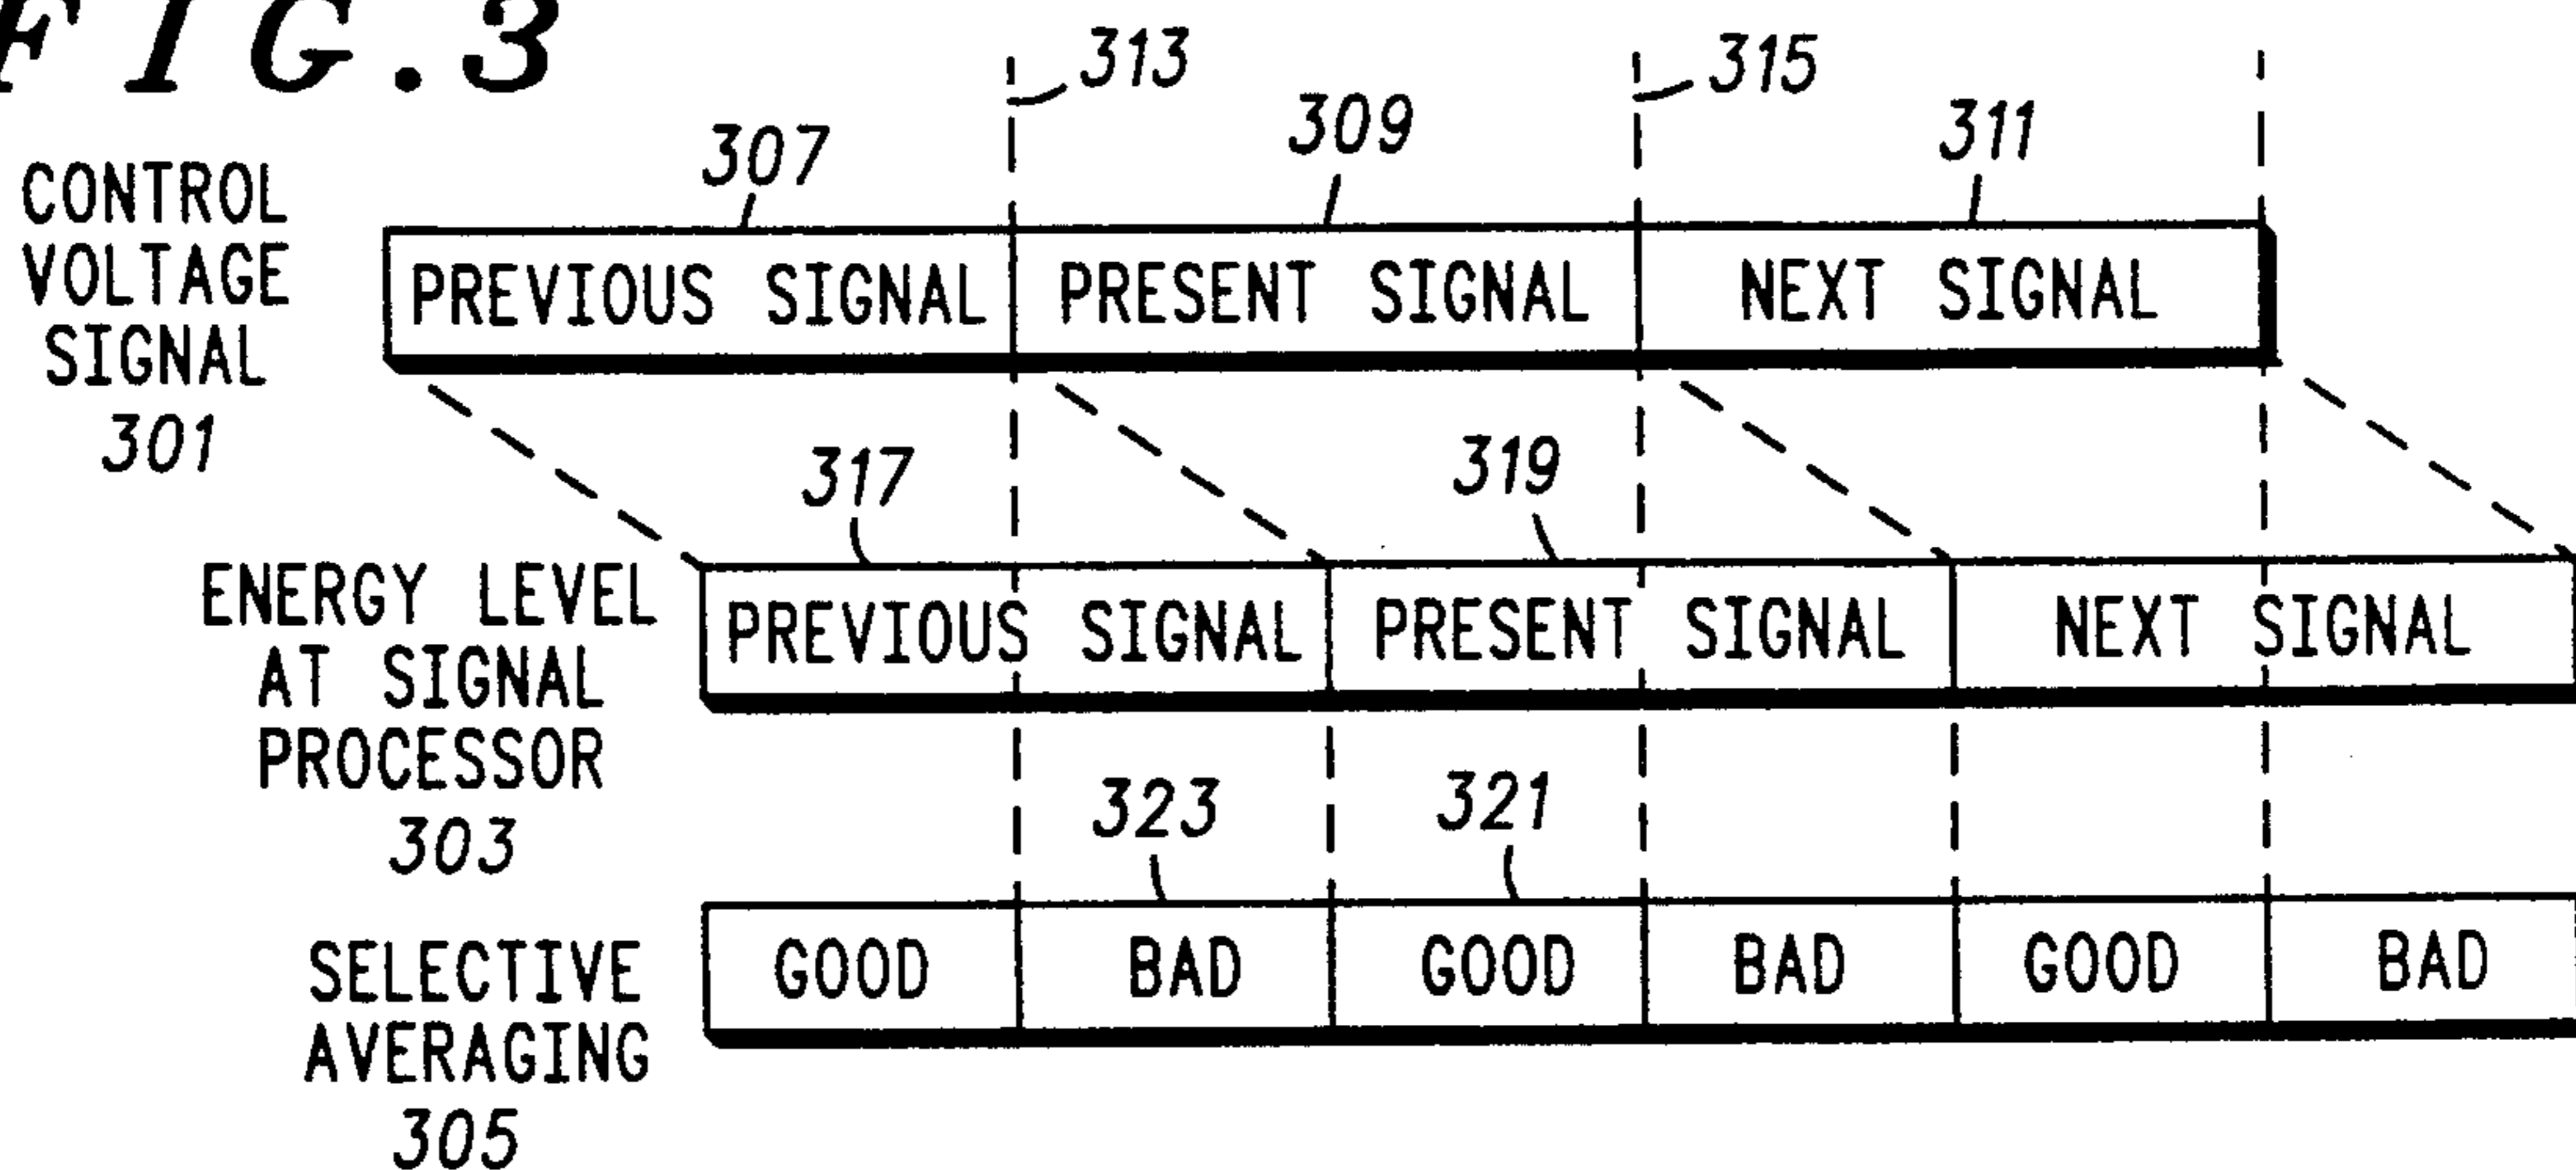 FIG.3
313
315
307
309
311
CONTROL
VOLTAGE
SIGNAL
301
PREVIOUS SIGNAL
PRESENT SIGNAL
NEXT SIGNAL
317
319
ENERGY LEVEL
AT SIGNAL
PROCESSOR
303
PREVIOUS SIGNAL
PRESENT SIGNAL
NEXT SIGNAL
323
321
SELECTIVE
AVERAGING
305
GOOD
BAD
GOOD
BAD
GOOD
BAD